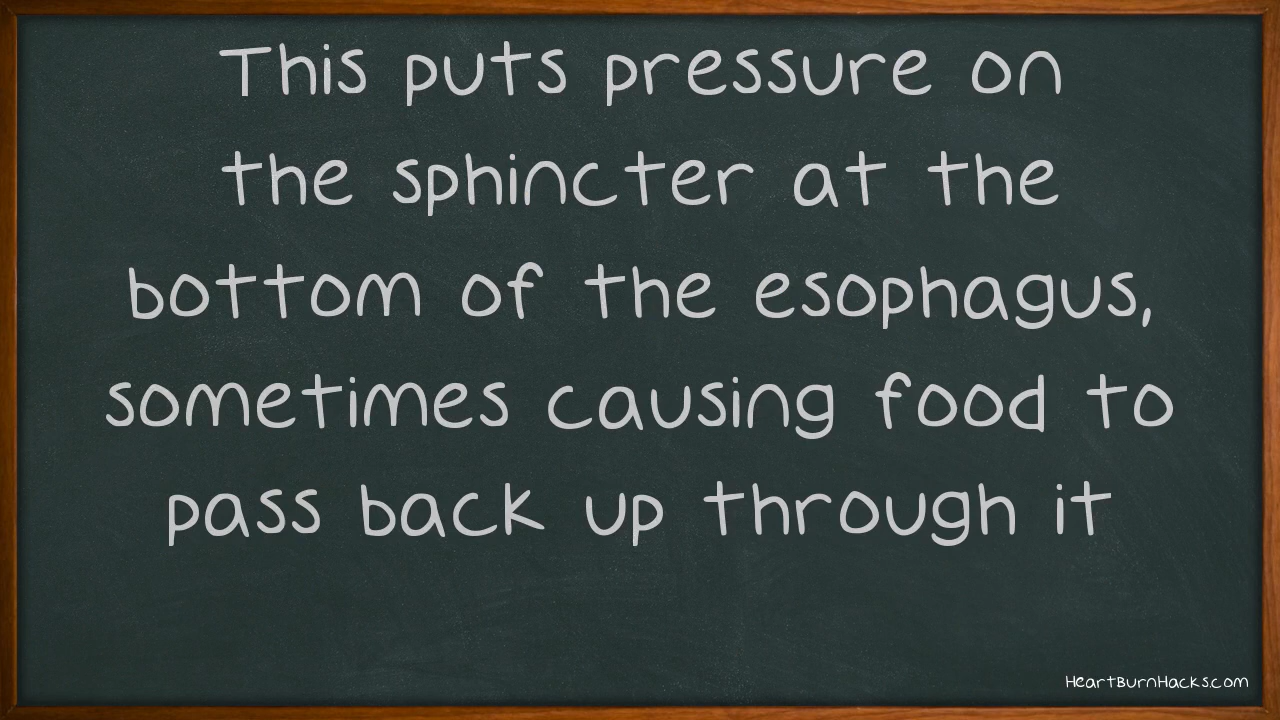 This puts pressure on
the sphincter at the
bottom of the esophagus,
sometimes causing food to
pass back up through it
HeartBurnHacks.com